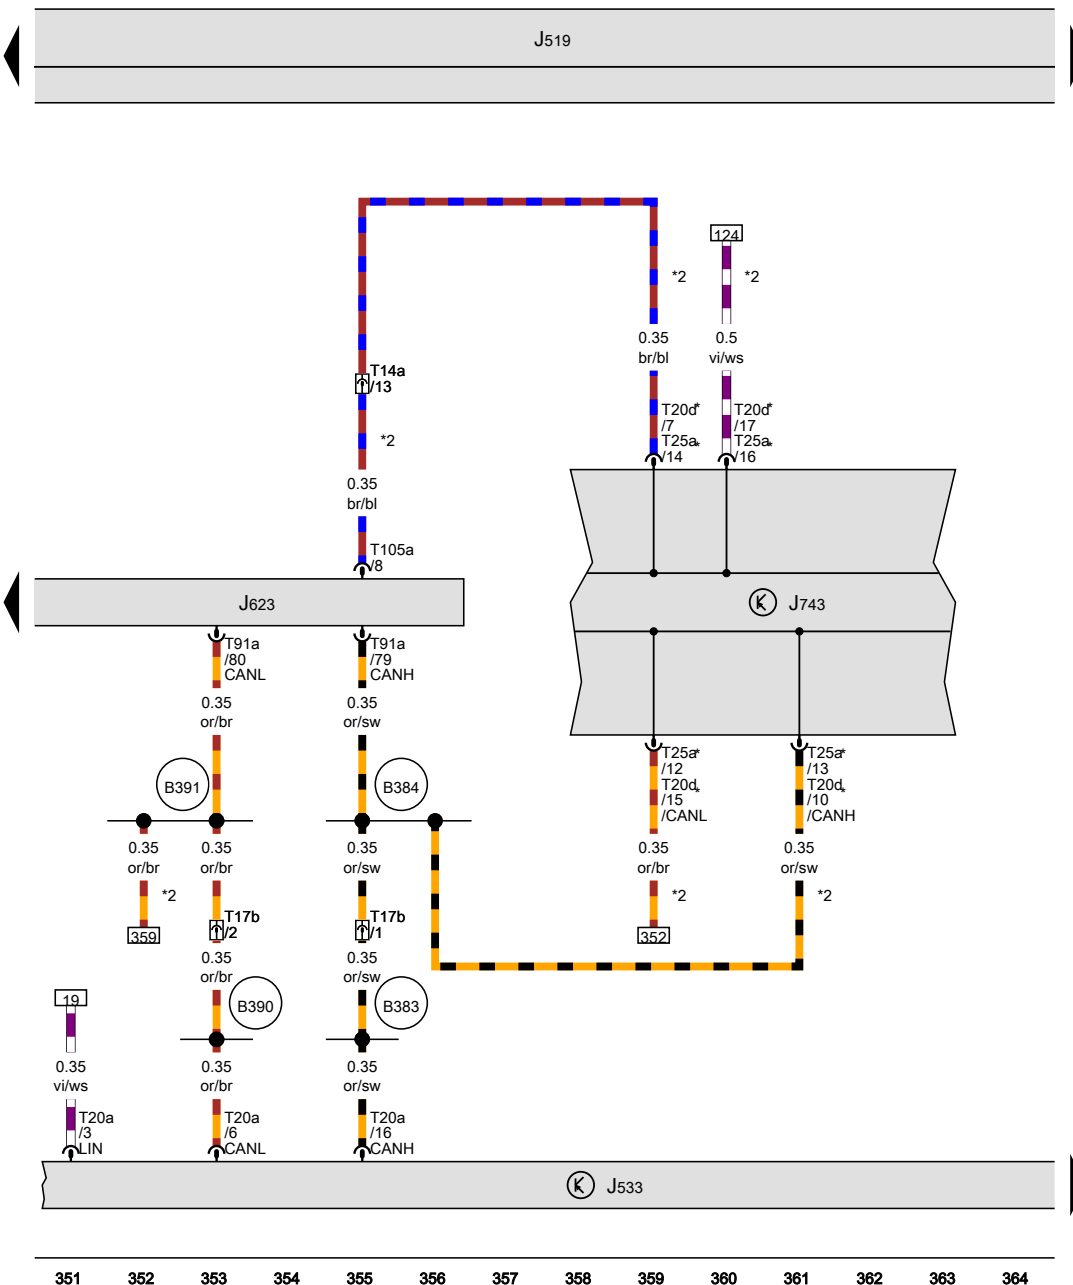 J519
124
*2
*2
0.35
br/bl
0.5
vi/ws
T14a
/13
T20d*
/7
T25a*
/14
T20d*
/17
T25a*
/16
*2
0.35
br/bl
T105a
/8
J623
K J743
T91a
/80
CANL
T91a
/79
CANH
0.35
or/br
0.35
or/sw
T25a*
/12
T20d*
/15
/CANL
T25a*
/13
T20d*
/10
/CANH
B391
B384
0.35
or/br
0.35
or/br
0.35
or/sw
0.35
or/br
0.35
or/sw
*2
*2
*2
T17b
/2
T17b
/1
359
352
0.35
or/br
0.35
or/sw
19
B390
B383
0.35
vi/ws
0.35
or/br
0.35
or/sw
T20a
/3
LIN
T20a
/6
CANL
T20a
/16
CANH
K J533
351 352 353 354 355 356 357 358 359 360 361 362 363 364